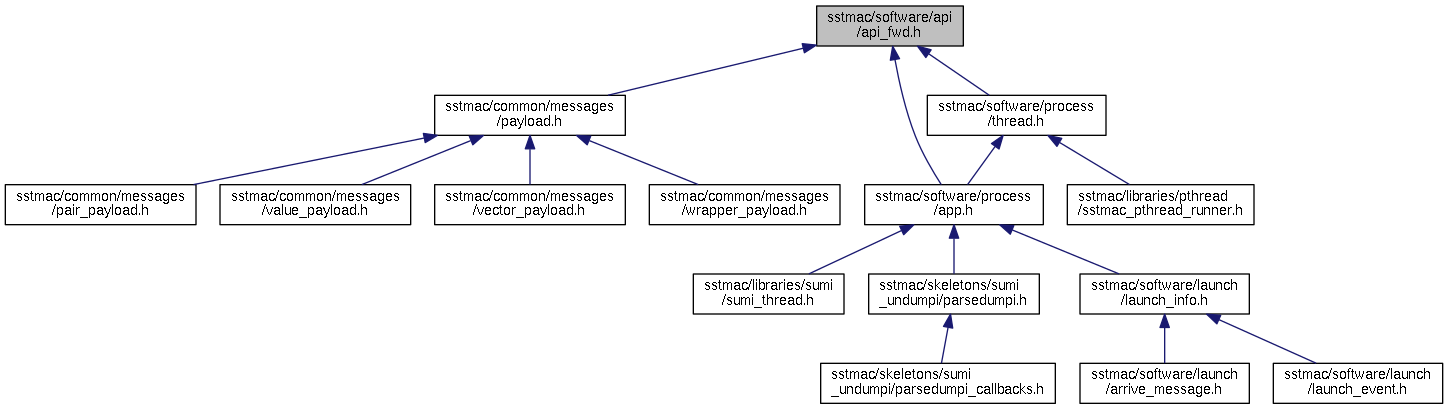 sstmac/software/api
/api_fwd.h
sstmac/common/messages
/payload.h
sstmac/software/process
/thread.h
sstmac/common/messages
/pair_payload.h
sstmac/common/messages
/value_payload.h
sstmac/common/messages
/vector_payload.h
sstmac/common/messages
/wrapper_payload.h
sstmac/software/process
/app.h
sstmac/libraries/pthread
/sstmac_pthread_runner.h
sstmac/libraries/sumi
/sumi_thread.h
sstmac/skeletons/sumi
_undumpi/parsedumpi.h
sstmac/software/launch
/launch_info.h
sstmac/skeletons/sumi
_undumpi/parsedumpi_callbacks.h
sstmac/software/launch
/arrive_message.h
sstmac/software/launch
/launch_event.h